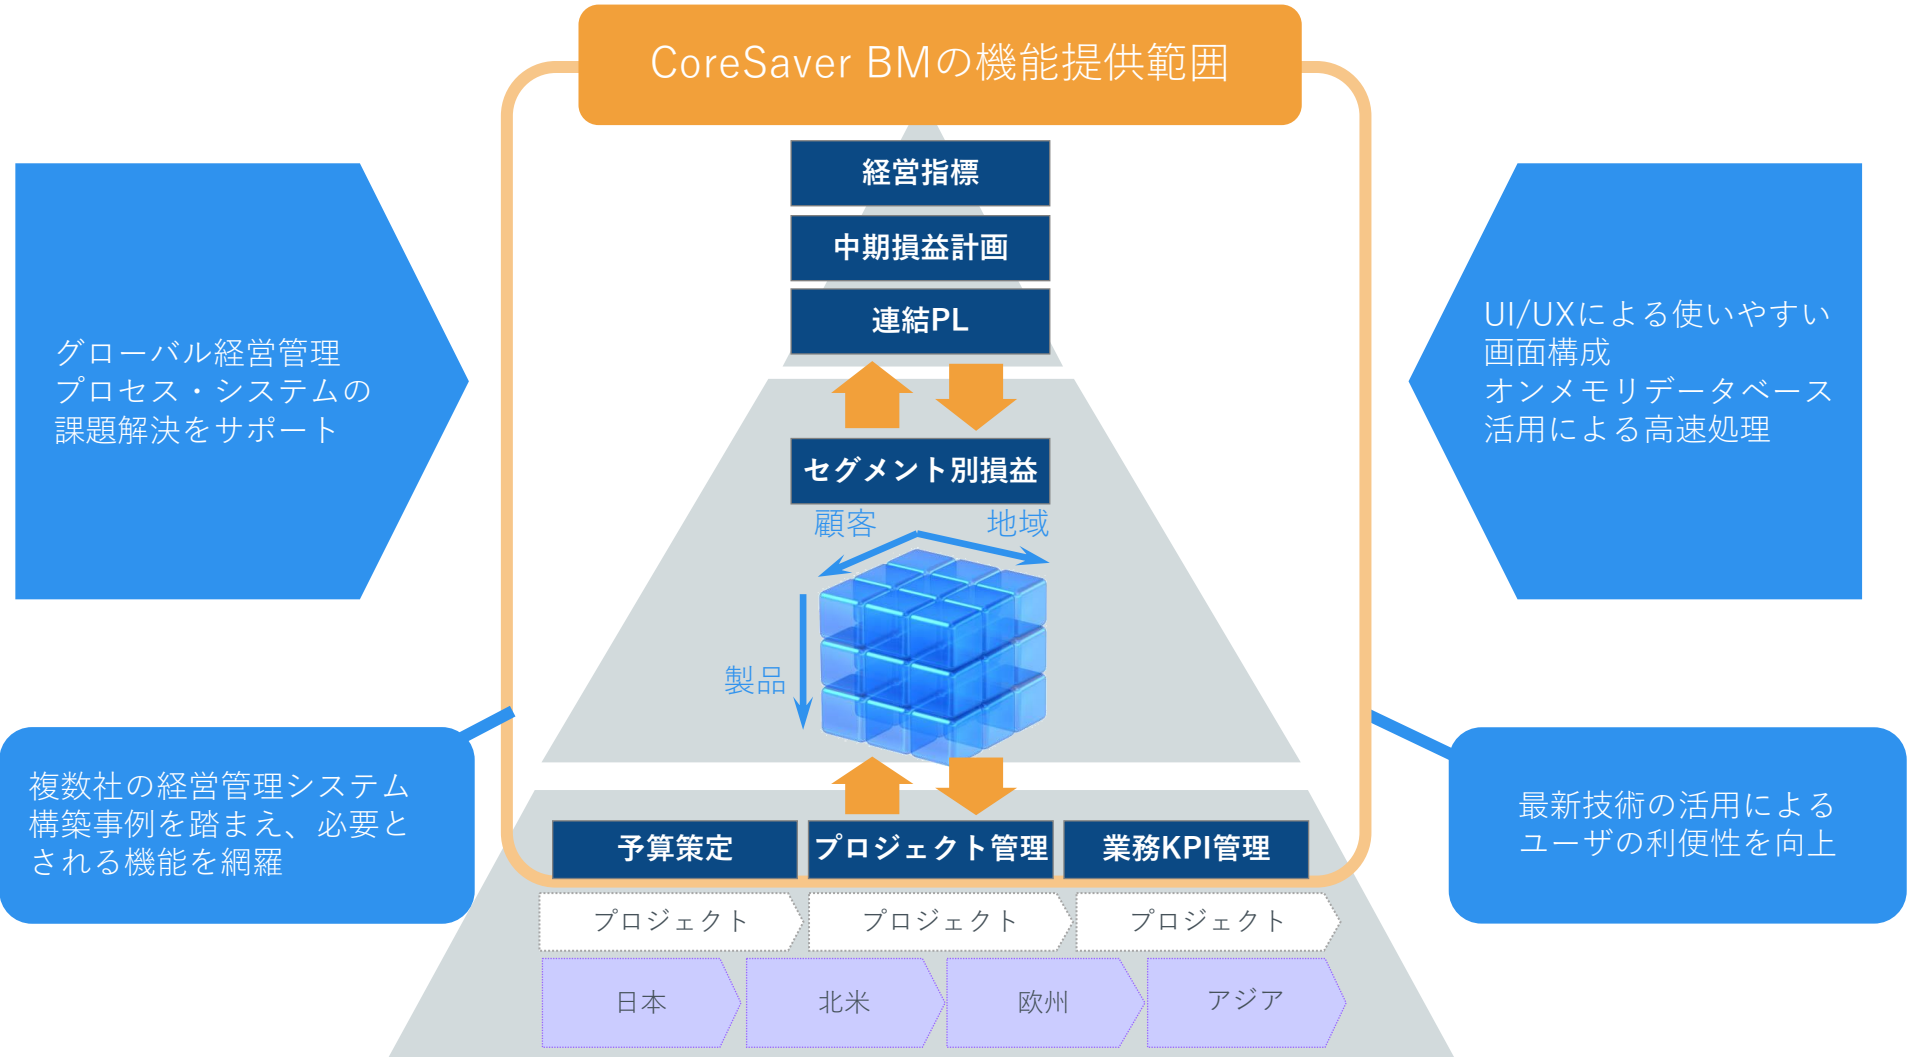 CoreSaver BMの機能提供範囲
経営指標
中期損益計画
連結PL
グローバル経営管理
プロセス・システムの
課題解決をサポート
UI/UXによる使いやすい
画面構成
オンメモリデータベース
活用による高速処理
セグメント別損益
顧客
地域
製品
複数社の経営管理システム
構築事例を踏まえ、必要と
される機能を網羅
最新技術の活用による
ユーザの利便性を向上
予算策定
プロジェクト管理
業務KPI管理
プロジェクト
プロジェクト
プロジェクト
日本
北米
欧州
アジア